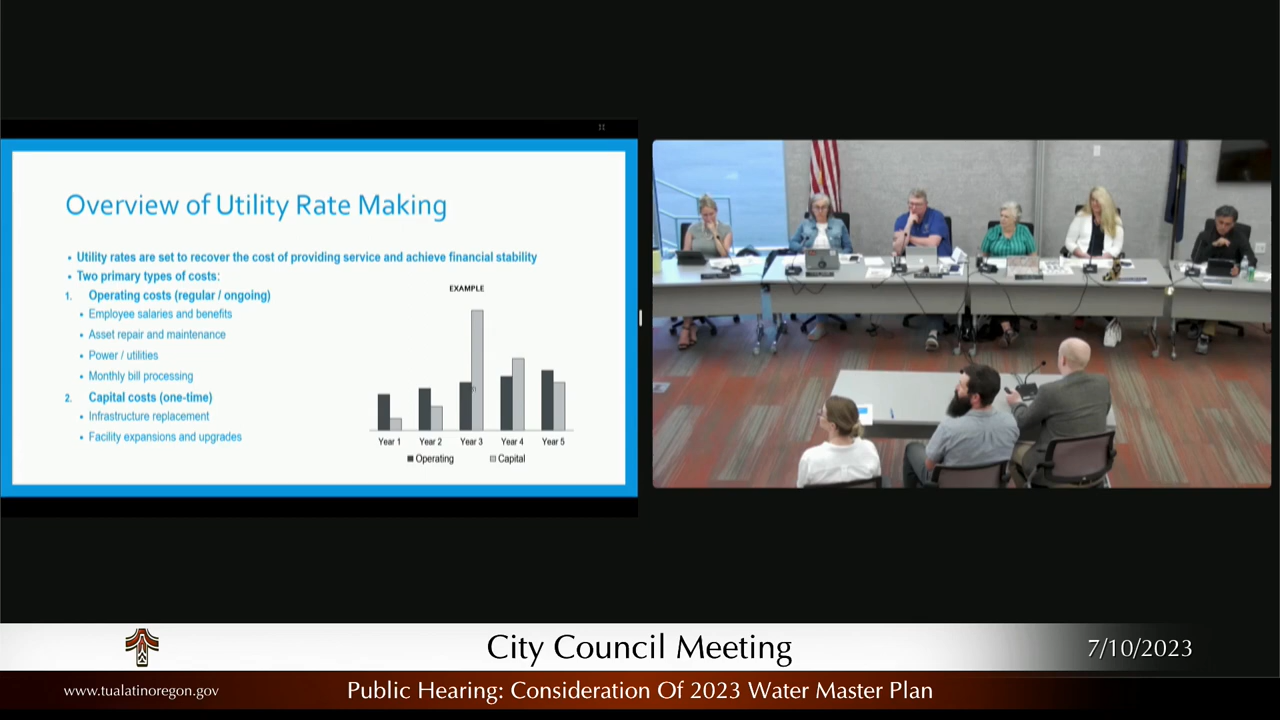 Overview of Utility Rate Making
• Utility rates are set to recover the cost of providing service and achieve financial stability
• Two primary types of costs:
1. Operating costs (regular / ongoing)
• Employee salaries and benefits
• Asset repair and maintenance
• Power / utilities
• Monthly bill processing
2. Capital costs (one-time)
• Infrastructure replacement
• Facility expansions and upgrades
EXAMPLE
Year 1 Year 2 Year 3 Year 4 Year 5
Operating Capital
City Council Meeting
7/10/2023
www.tualatinoregon.gov
Public Hearing: Consideration Of 2023 Water Master Plan